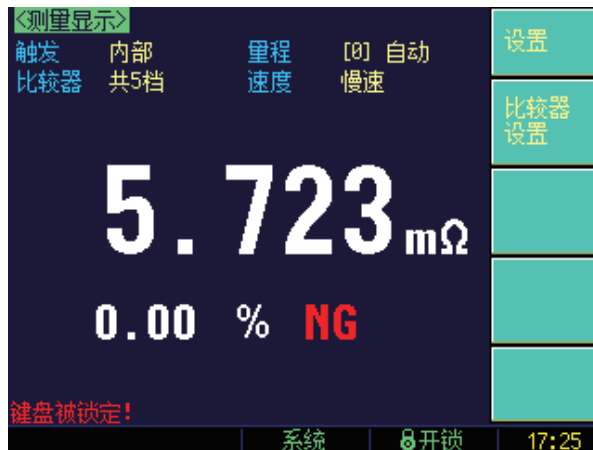 <测量显示>
触发 内部 量程 [0] 自动
比较器 共5档 速度 慢速
设置
比较器
设置
5.723mΩ
0.00 % NG
键盘被锁定!
系统 开锁 17:25